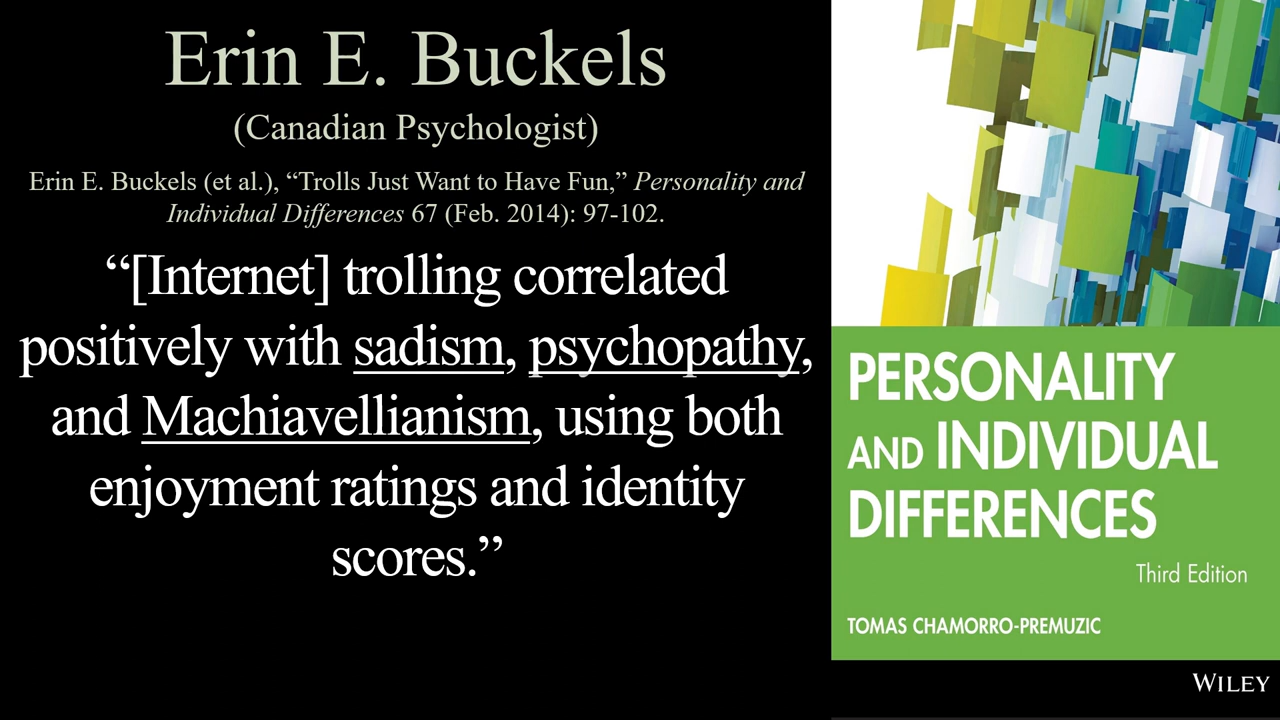 Erin E. Buckels
(Canadian Psychologist)
Erin E. Buckels (et al.), “Trolls Just Want to Have Fun,” Personality and
Individual Differences 67 (Feb. 2014): 97-102.
“[Internet] trolling correlated
positively with sadism, psychopathy,
and Machiavellianism, using both
enjoyment ratings and identity
scores.”
PERSONALITY
AND INDIVIDUAL
DIFFERENCES
Third Edition
TOMAS CHAMORRO-PREMUZIC
WILEY